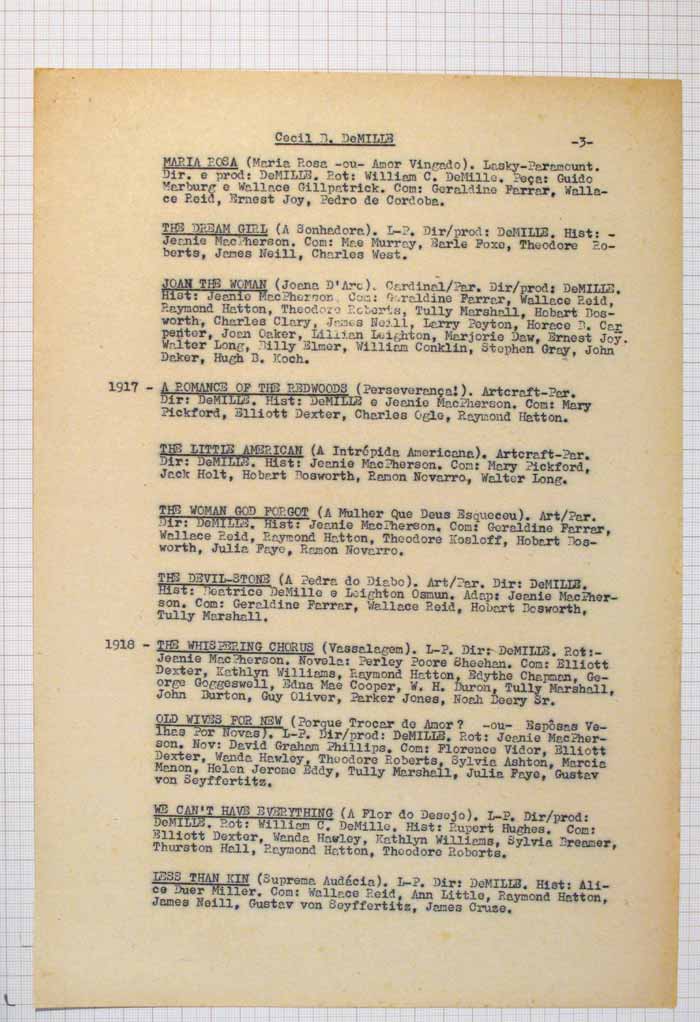 Cecil B. DeMILLE -3-
MARIA ROSA (Maria Rosa -ou- Amor Vingado). Lasky-Paramount.
Dir. e prod: DeMILLE. Rot: William C. DeMille. Peça: Guido
Marburg e Wallace Gillpatrick. Com: Geraldine Farrar, Walla-
ce Reid, Ernest Joy, Pedro de Cordoba.
THE DREAM GIRL (A Sonhadora). L-P. Dir/prod: DeMILLE. Hist: -
Jeanie MacPherson. Com: Mae Murray, Earle Foxe, Theodore Ro-
berts, James Neill, Charles West.
JOAN THE WOMAN (Joana D'Arc). Cardinal/Par. Dir/prod: DeMILLE.
Hist: Jeanie MacPherson. Com: Geraldine Farrar, Wallace Reid,
Raymond Hatton, Theodore Roberts, Tully Marshall, Hobart Bos-
worth, Charles Clary, James Neill, Larry Peyton, Horace B. Car
penter, Joan Oaker, Lillian Leighton, Marjorie Daw, Ernest Joy.
Walter Long, Billy Elmer, William Conklin, Stephen Gray, John
Oaker, Hugh B. Koch.
1917 - A ROMANCE OF THE REDWOODS (Perseverança!). Artcraft-Par.
Dir: DeMILLE. Hist: DeMILLE e Jeanie MacPherson. Com: Mary
Pickford, Elliott Dexter, Charles Ogle, Raymond Hatton.
THE LITTLE AMERICAN (A Intrépida Americana). Artcraft-Par.
Dir: DeMILLE. Hist: Jeanie MacPherson. Com: Mary Pickford,
Jack Holt, Hobart Bosworth, Ramon Novarro, Walter Long.
THE WOMAN GOD FORGOT (A Mulher Que Deus Esqueceu). Art/Par.
Dir: DeMILLE. Hist: Jeanie MacPherson. Com: Geraldine Farrar,
Wallace Reid, Raymond Hatton, Theodore Kosloff, Hobart Bos-
worth, Julia Faye, Ramon Novarro.
THE DEVIL-STONE (A Pedra do Diabo). Art/Par. Dir: DeMILLE.
Hist: Beatrice DeMille e Leighton Osmun. Adap: Jeanie MacPher-
son. Com: Geraldine Farrar, Wallace Reid, Hobart Bosworth,
Tully Marshall.
1918 - THE WHISPERING CHORUS (Vassalagem). L-P. Dir: DeMILLE. Rot:-
Jeanie MacPherson. Novela: Perley Poore Sheehan. Com: Elliott
Dexter, Kathlyn Williams, Raymond Hatton, Edythe Chapman, Ge-
orge Goggeswell, Edna Mae Cooper, W. H. Duron, Tully Marshall,
John Burton, Guy Oliver, Parker Jones, Noah Beery Sr.
OLD WIVES FOR NEW (Porque Trocar de Amor? -ou- Espôsas Ve-
lhas Por Novas). L-P. Dir/prod: DeMILLE. Rot: Jeanie MacPher-
son. Nov: David Graham Phillips. Com: Florence Vidor, Elliott
Dexter, Wanda Hawley, Theodore Roberts, Sylvia Ashton, Marcia
Manon, Helen Jerome Eddy, Tully Marshall, Julia Faye, Gustav
von Seyffertitz.
WE CAN'T HAVE EVERYTHING (A Flor do Desejo). L-P. Dir/prod:
DeMILLE. Rot: William C. DeMille. Hist: Rupert Hughes. Com:
Elliott Dexter, Wanda Hawley, Kathlyn Williams, Sylvia Breamer,
Thurston Hall, Raymond Hatton, Theodore Roberts.
LESS THAN KIN (Suprema Audácia). L-P. Dir: DeMILLE. Hist: Ali-
ce Duer Miller. Com: Wallace Reid, Ann Little, Raymond Hatton,
James Neill, Gustav von Seyffertitz, James Cruze.